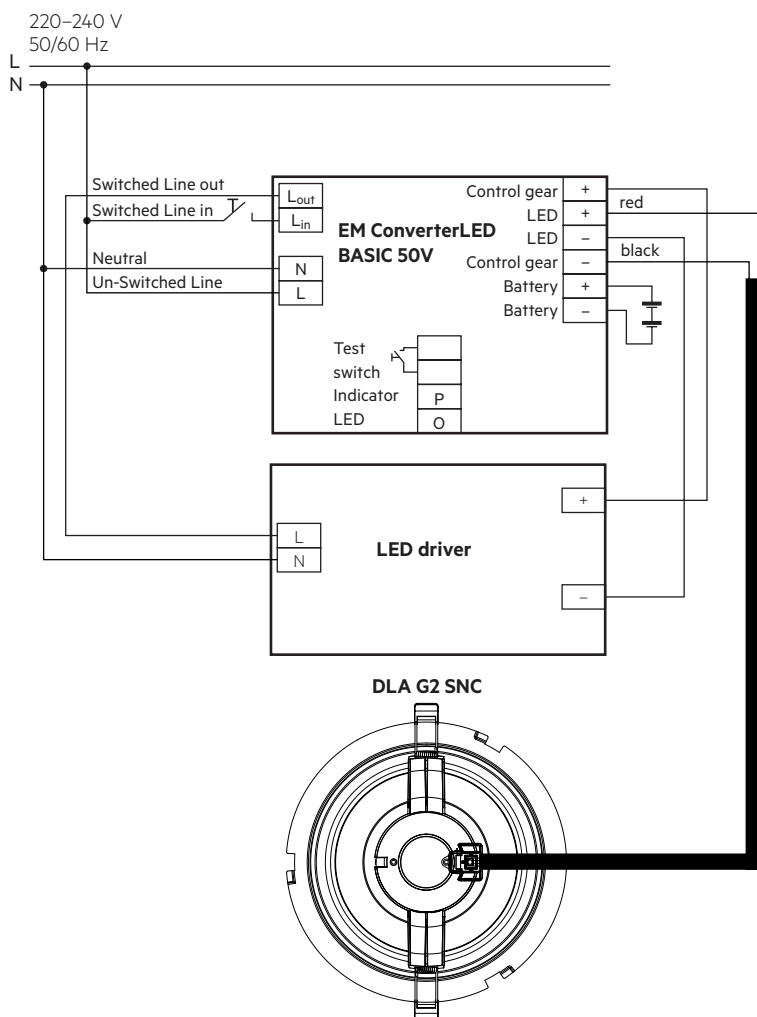 220–240 V
50/60 Hz
L
N
Switched Line out
Switched Line in
Neutral
Un-Switched Line
Lout
Lin
N
L
EM ConverterLED
BASIC 50V
Control gear +
LED +
LED –
Control gear –
Battery +
Battery –
red
black
Test
switch
Indicator P
LED O
L
N
LED driver
+
–
DLA G2 SNC